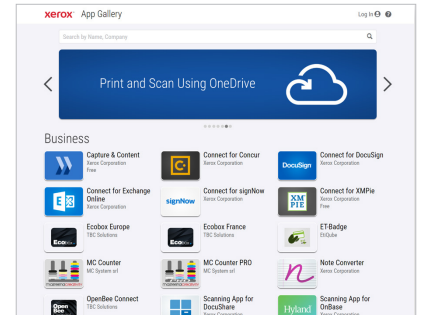 xerox™ App Gallery
Log In
Search by Name, Company
Print and Scan Using OneDrive
Business
Capture & Content
Xerox Corporation
Free
Connect for Concur
Xerox Corporation
DocuSign
Connect for DocuSign
Xerox Corporation
Connect for Exchange
Online
Xerox Corporation
signNow
Connect for signNow
Xerox Corporation
XM
PIE
Connect for XMPie
Xerox Corporation
Free
Ecobox Europe
TBC Solutions
Ecobox France
TBC Solutions
ET-Badge
EtiQube
MC Counter
MC System srl
MC Counter PRO
MC System srl
Note Converter
Xerox Corporation
Open
Bee
OpenBee Connect
TBC Solutions
Scanning App for
DocuShare
Xerox Corporation
Hyland
Scanning App for
OnBase
Xerox Corporation